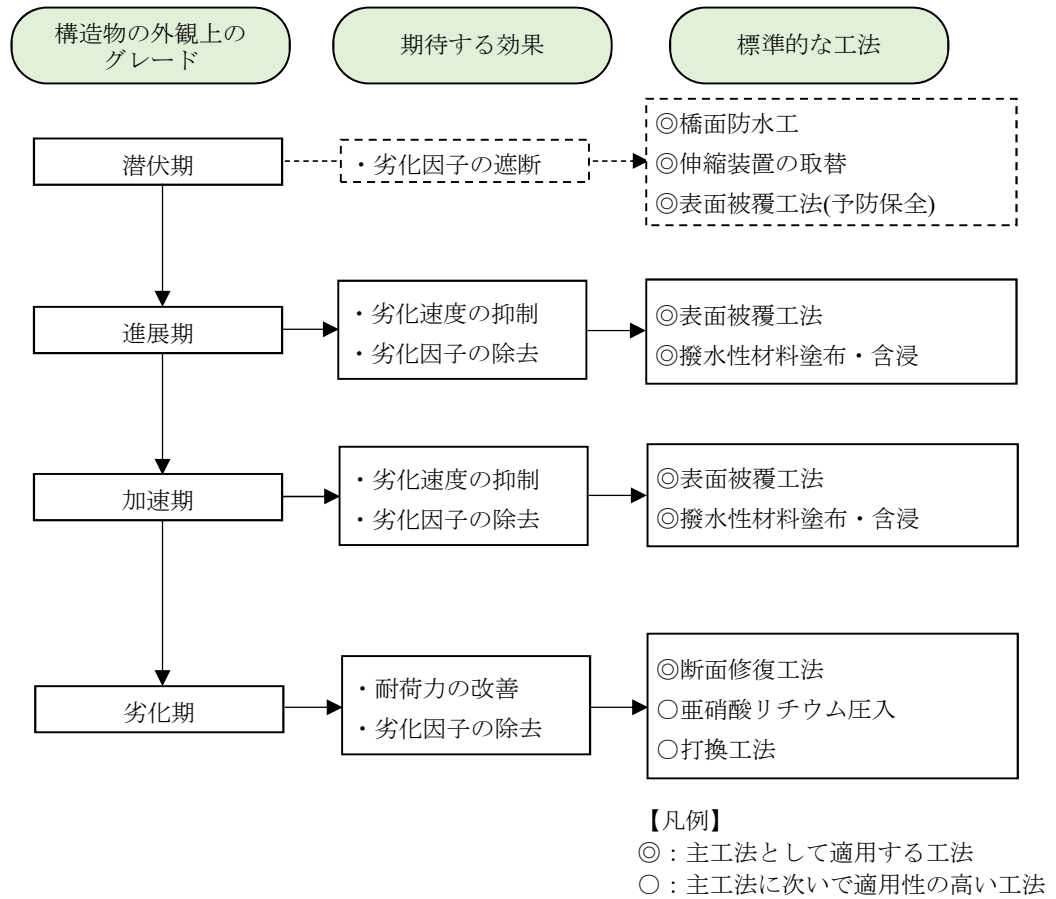 構造物の外観上の
グレード
期待する効果
標準的な工法
潜伏期
・劣化因子の遮断
◎橋面防水工
◎伸縮装置の取替
◎表面被覆工法(予防保全)
進展期
・劣化速度の抑制
・劣化因子の除去
◎表面被覆工法
◎撥水性材料塗布・含浸
加速期
・劣化速度の抑制
・劣化因子の除去
◎表面被覆工法
◎撥水性材料塗布・含浸
劣化期
・耐荷力の改善
・劣化因子の除去
◎断面修復工法
○亜硝酸リチウム圧入
○打換工法
【凡例】
◎：主工法として適用する工法
○：主工法に次いで適用性の高い工法